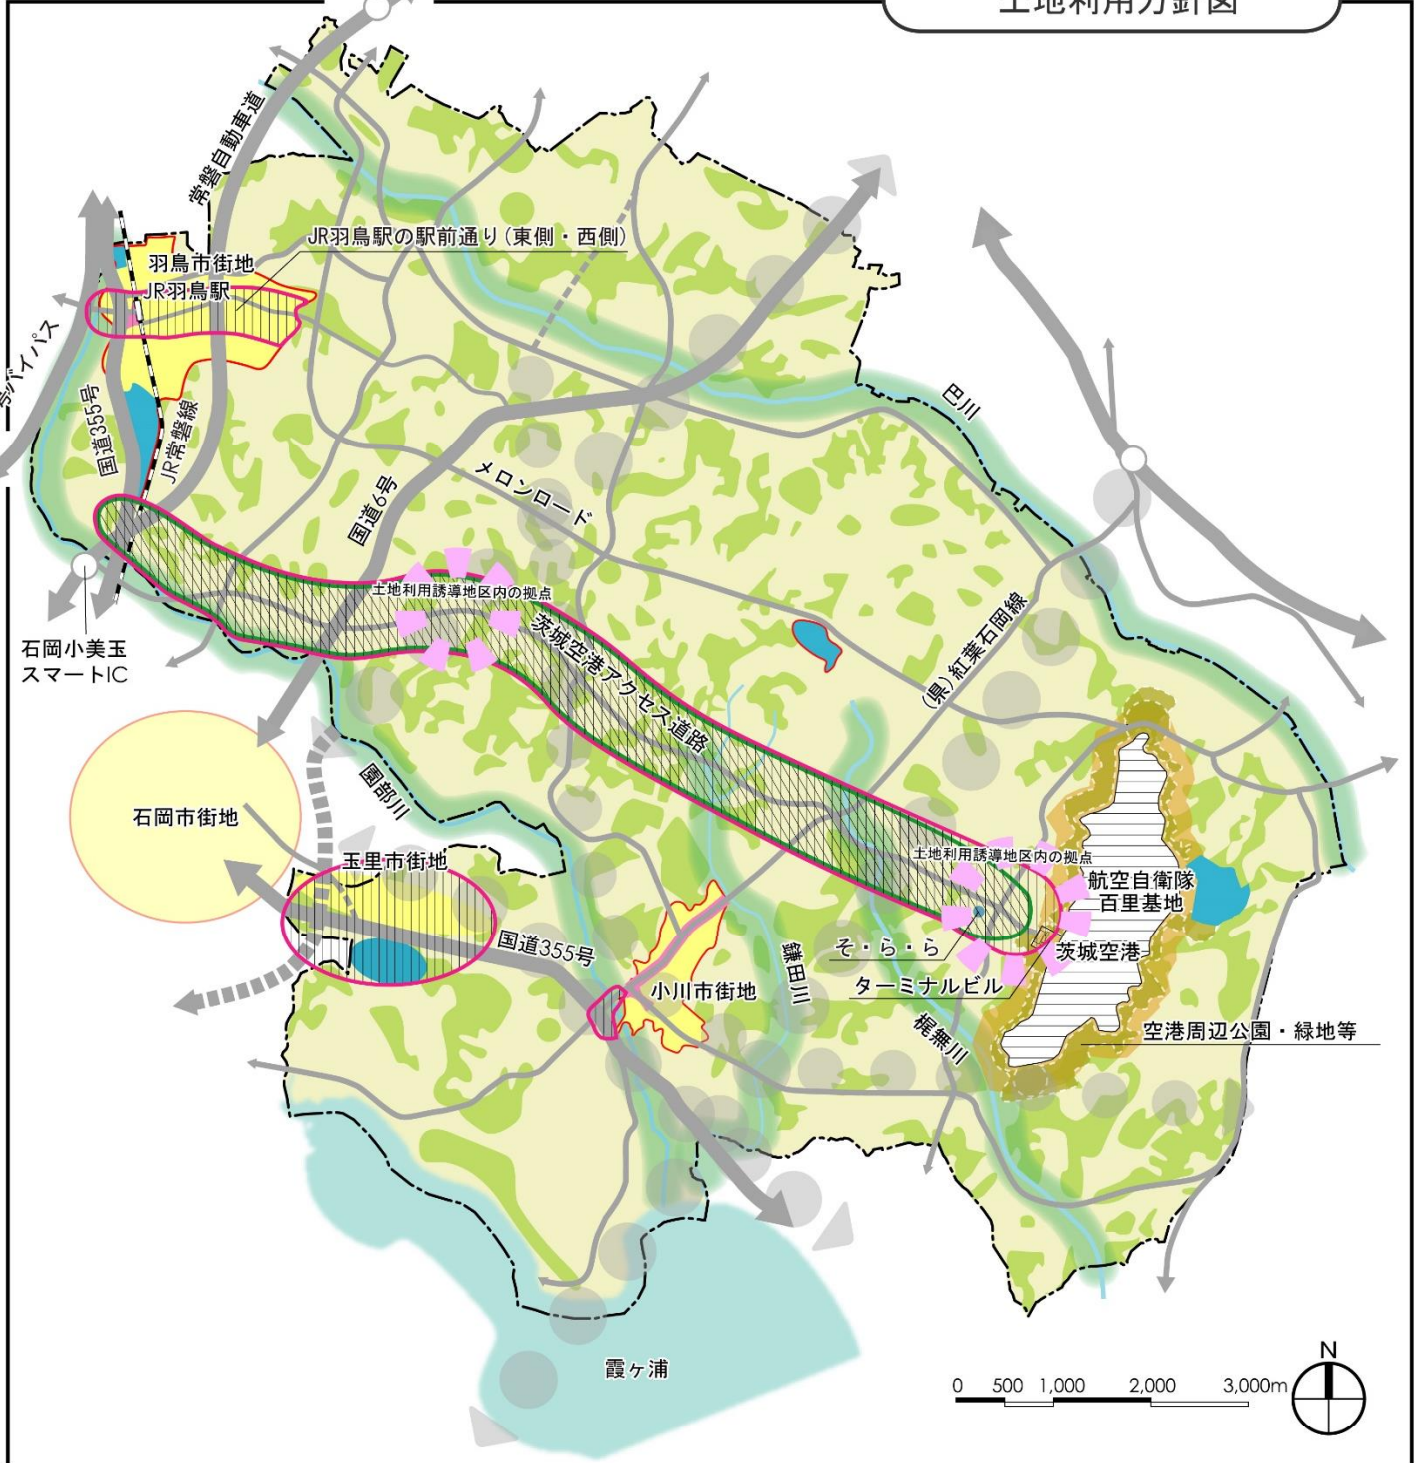 土地利用方針図
常磐自動車道
JR羽鳥駅の駅前通り(東側・西側)
羽鳥市街地
JR羽鳥駅
バイパス
国道355号
JR常磐線
巴川
メロンロード
国道6号
土地利用誘導地区内の拠点
茨城空港アクセス道路
(県)紅葉石岡線
石岡小美玉
スマートIC
園部川
石岡市街地
玉里市街地
土地利用誘導地区内の拠点
航空自衛隊
百里基地
国道355号
そ・ら・ら
茨城空港
鎌田川
小川市街地
ターミナルビル
梶無川
空港周辺公園・緑地等
霞ヶ浦
N
0 500 1,000 2,000 3,000m